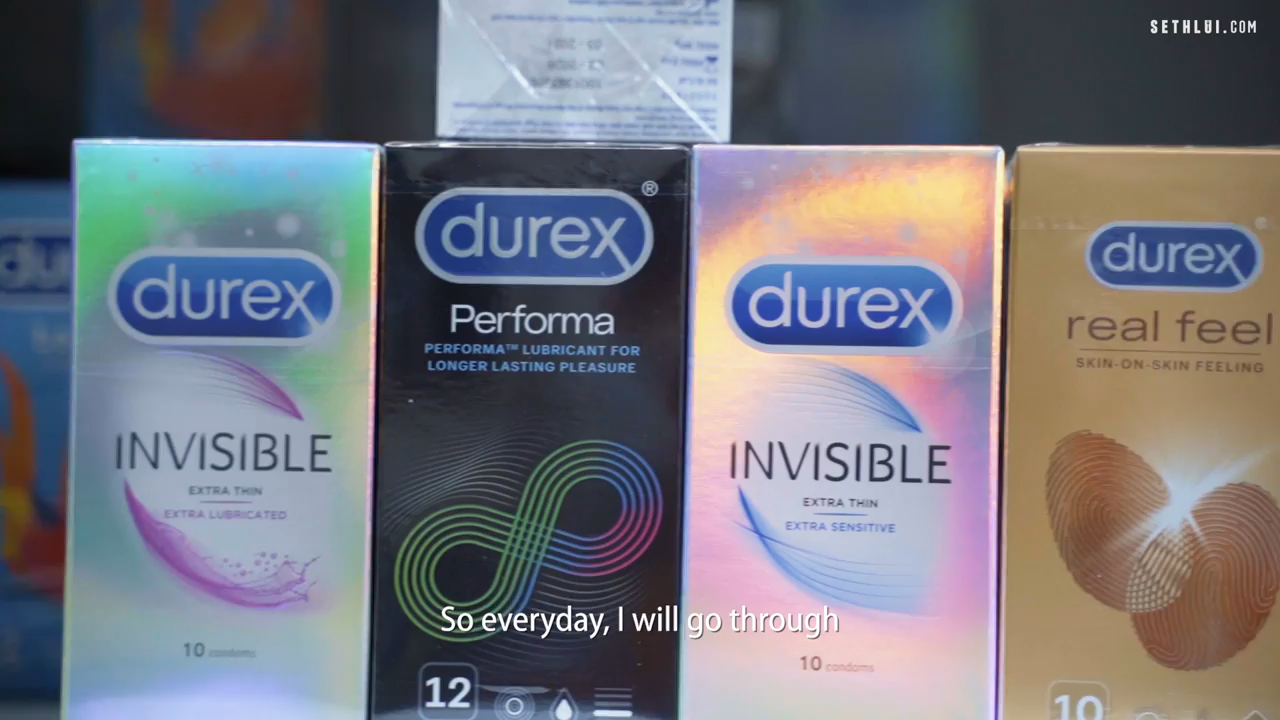 SETHLUI.COM
durex
INVISIBLE
EXTRA THIN
EXTRA LUBRICATED
10 condoms
durex®
Performa
PERFORMA™ LUBRICANT FOR
LONGER LASTING PLEASURE
12
durex
INVISIBLE
EXTRA THIN
EXTRA SENSITIVE
10 condoms
durex
real feel
SKIN-ON-SKIN FEELING
10
So everyday, I will go through